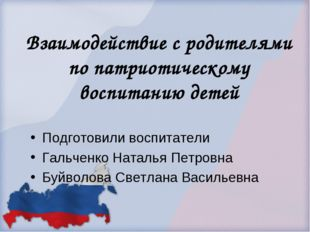 Взаимодействие с родителями
по патриотическому
воспитанию детей
• Подготовили воспитатели
• Гальченко Наталья Петровна
• Буйволова Светлана Васильевна